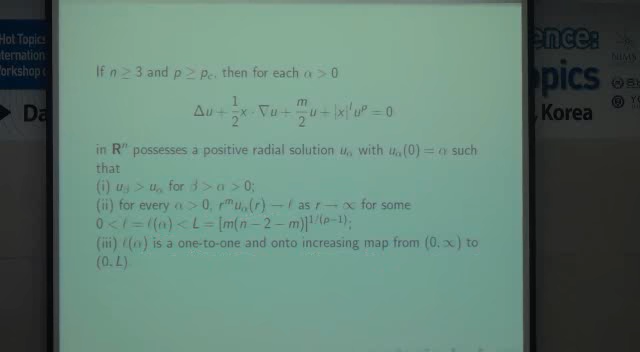 Hot Topics
International
Workshop
ence:
pics
Korea
If n ≥ 3 and p ≥ p_c, then for each α > 0
Δu + 1/2 x · ∇u + m/2 u + |x|^l u^p = 0
in R^n possesses a positive radial solution u_α with u_α(0) = α such
that
(i) u_β > u_α for β > α > 0;
(ii) for every α > 0, r^m u_α(r) → ℓ as r → ∞ for some
0 < ℓ = ℓ(α) < L = [m(n − 2 − m)]^{1/(p−1)};
(iii) ℓ(α) is a one-to-one and onto increasing map from (0, ∞) to
(0, L).